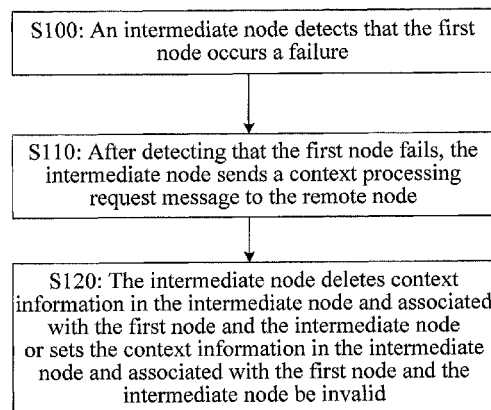 S100: An intermediate node detects that the first
node occurs a failure
S110: After detecting that the first node fails, the
intermediate node sends a context processing
request message to the remote node
S120: The intermediate node deletes context
information in the intermediate node and associated
with the first node and the intermediate node
or sets the context information in the intermediate
node and associated with the first node and the
intermediate node be invalid